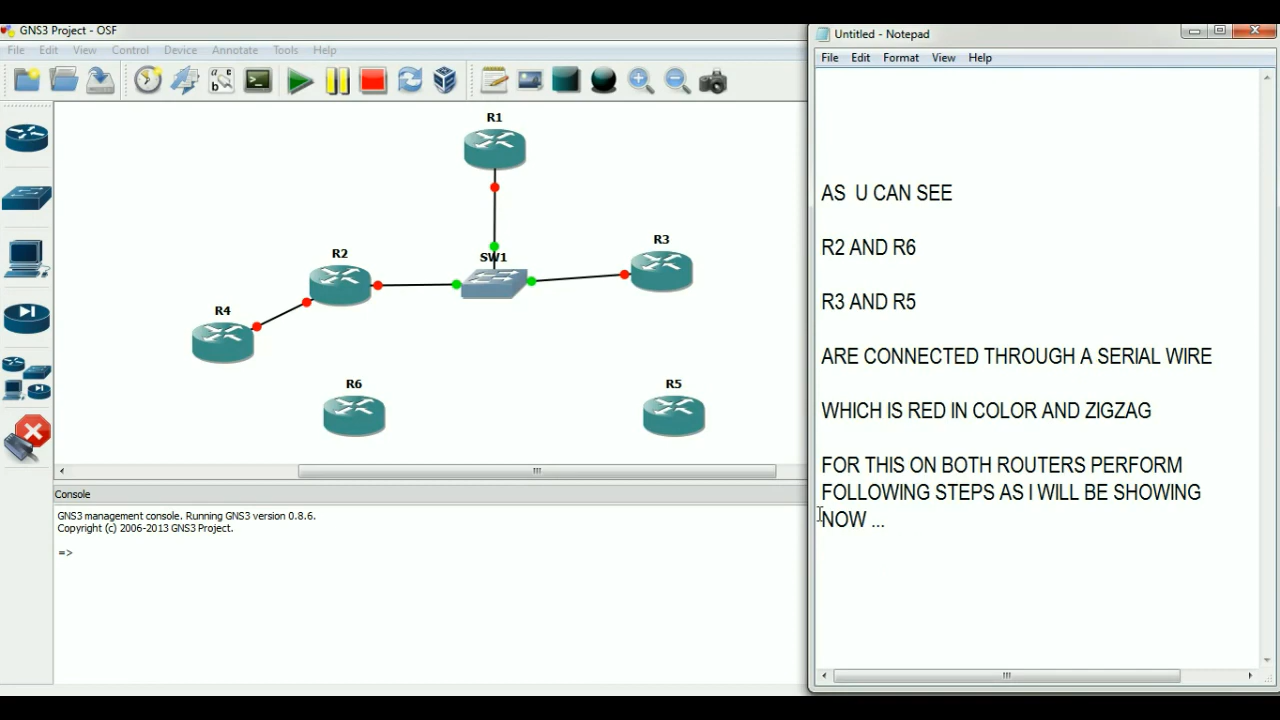 GNS3 Project - OSF
File Edit View Control Device Annotate Tools Help
R1
R2
R3
SW1
R4
R6
R5
Console
GNS3 management console. Running GNS3 version 0.8.6.
Copyright (c) 2006-2013 GNS3 Project.
=>
Untitled - Notepad
File Edit Format View Help
AS U CAN SEE
R2 AND R6
R3 AND R5
ARE CONNECTED THROUGH A SERIAL WIRE
WHICH IS RED IN COLOR AND ZIGZAG
FOR THIS ON BOTH ROUTERS PERFORM
FOLLOWING STEPS AS I WILL BE SHOWING
NOW ...